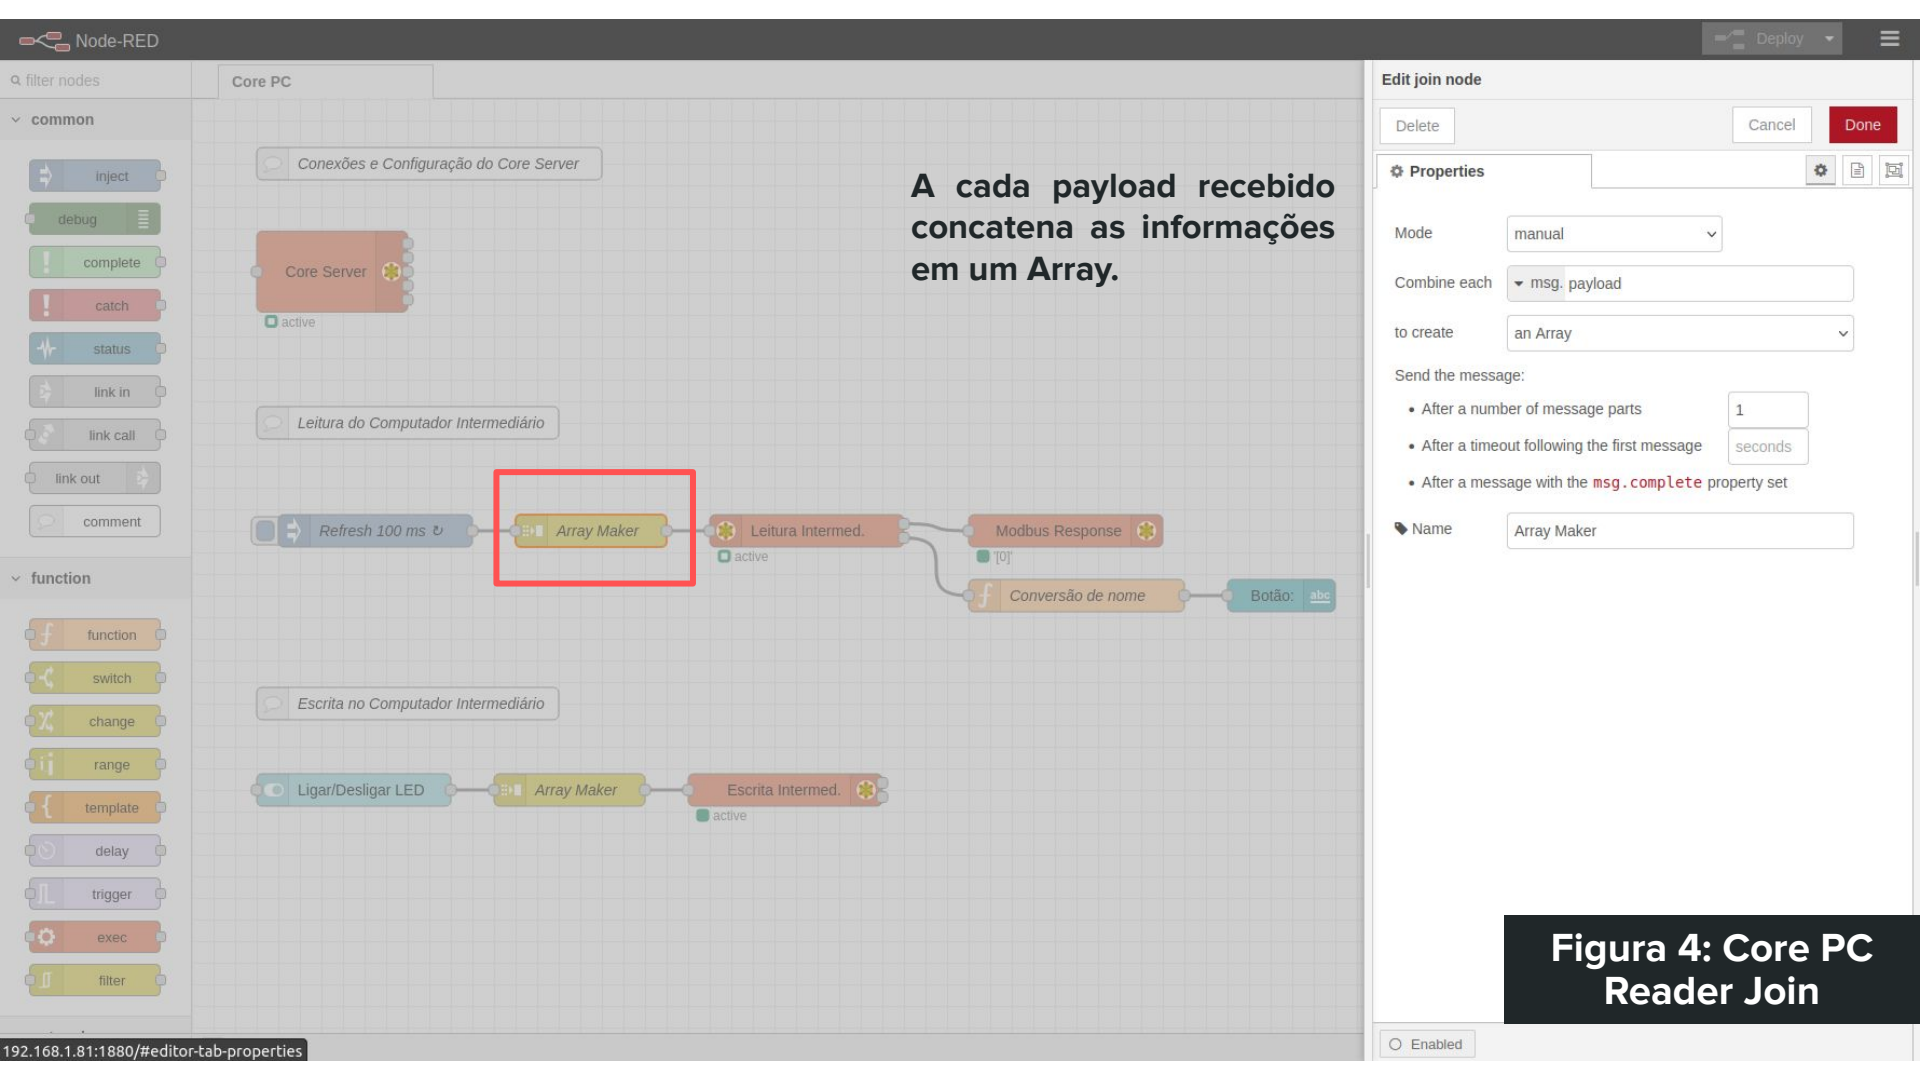 Node-RED
Deploy
filter nodes
Core PC
Edit join node
common
Delete
Cancel
Done
inject
Conexões e Configuração do Core Server
Properties
A cada payload recebido
concatena as informações
em um Array.
debug
Mode
manual
complete
Core Server
Combine each
msg. payload
catch
active
to create
an Array
status
Send the message:
link in
After a number of message parts
1
link call
Leitura do Computador Intermediário
After a timeout following the first message
seconds
link out
After a message with the msg.complete property set
comment
Refresh 100 ms ↻
Array Maker
Leitura Intermed.
Modbus Response
Name
Array Maker
active
'[0]'
function
Conversão de nome
Botão:
abc
function
switch
Escrita no Computador Intermediário
change
range
Ligar/Desligar LED
Array Maker
Escrita Intermed.
template
active
delay
trigger
exec
filter
Figura 4: Core PC
Reader Join
192.168.1.81:1880/#editor-tab-properties
Enabled